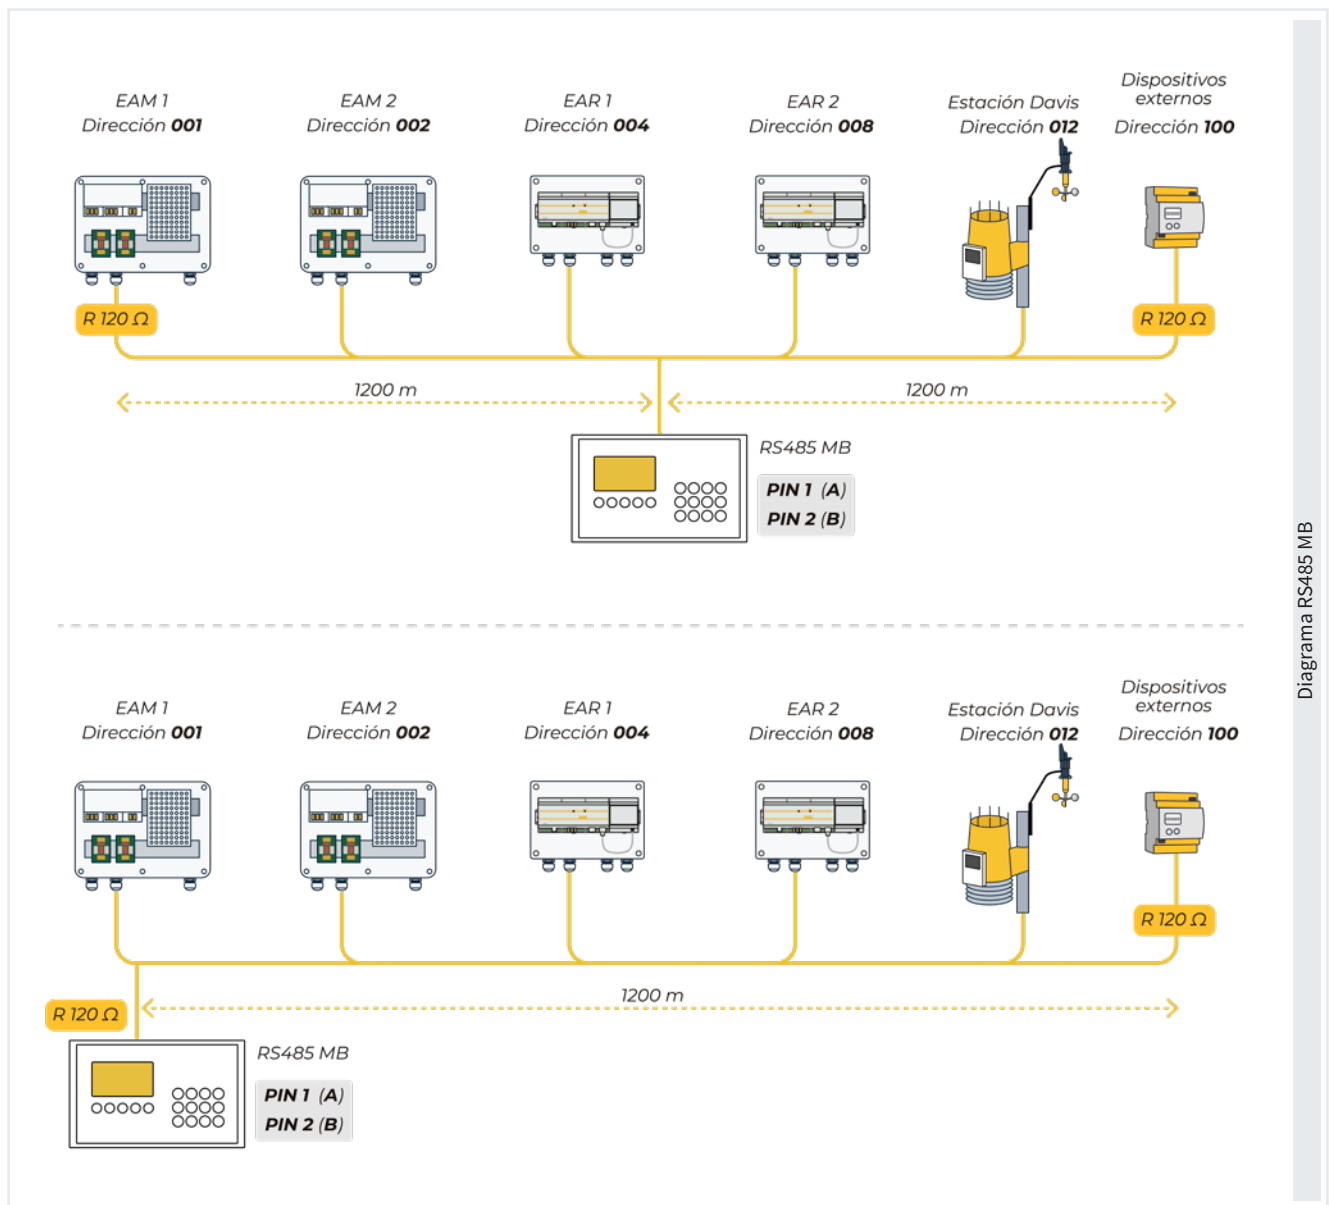 EAM 1
Dirección 001
EAM 2
Dirección 002
EAR 1
Dirección 004
EAR 2
Dirección 008
Estación Davis
Dirección 012
Dispositivos
externos
Dirección 100
R 120 Ω
R 120 Ω
1200 m
1200 m
RS485 MB
PIN 1 (A)
PIN 2 (B)
Diagrama RS485 MB
EAM 1
Dirección 001
EAM 2
Dirección 002
EAR 1
Dirección 004
EAR 2
Dirección 008
Estación Davis
Dirección 012
Dispositivos
externos
Dirección 100
R 120 Ω
R 120 Ω
1200 m
RS485 MB
PIN 1 (A)
PIN 2 (B)